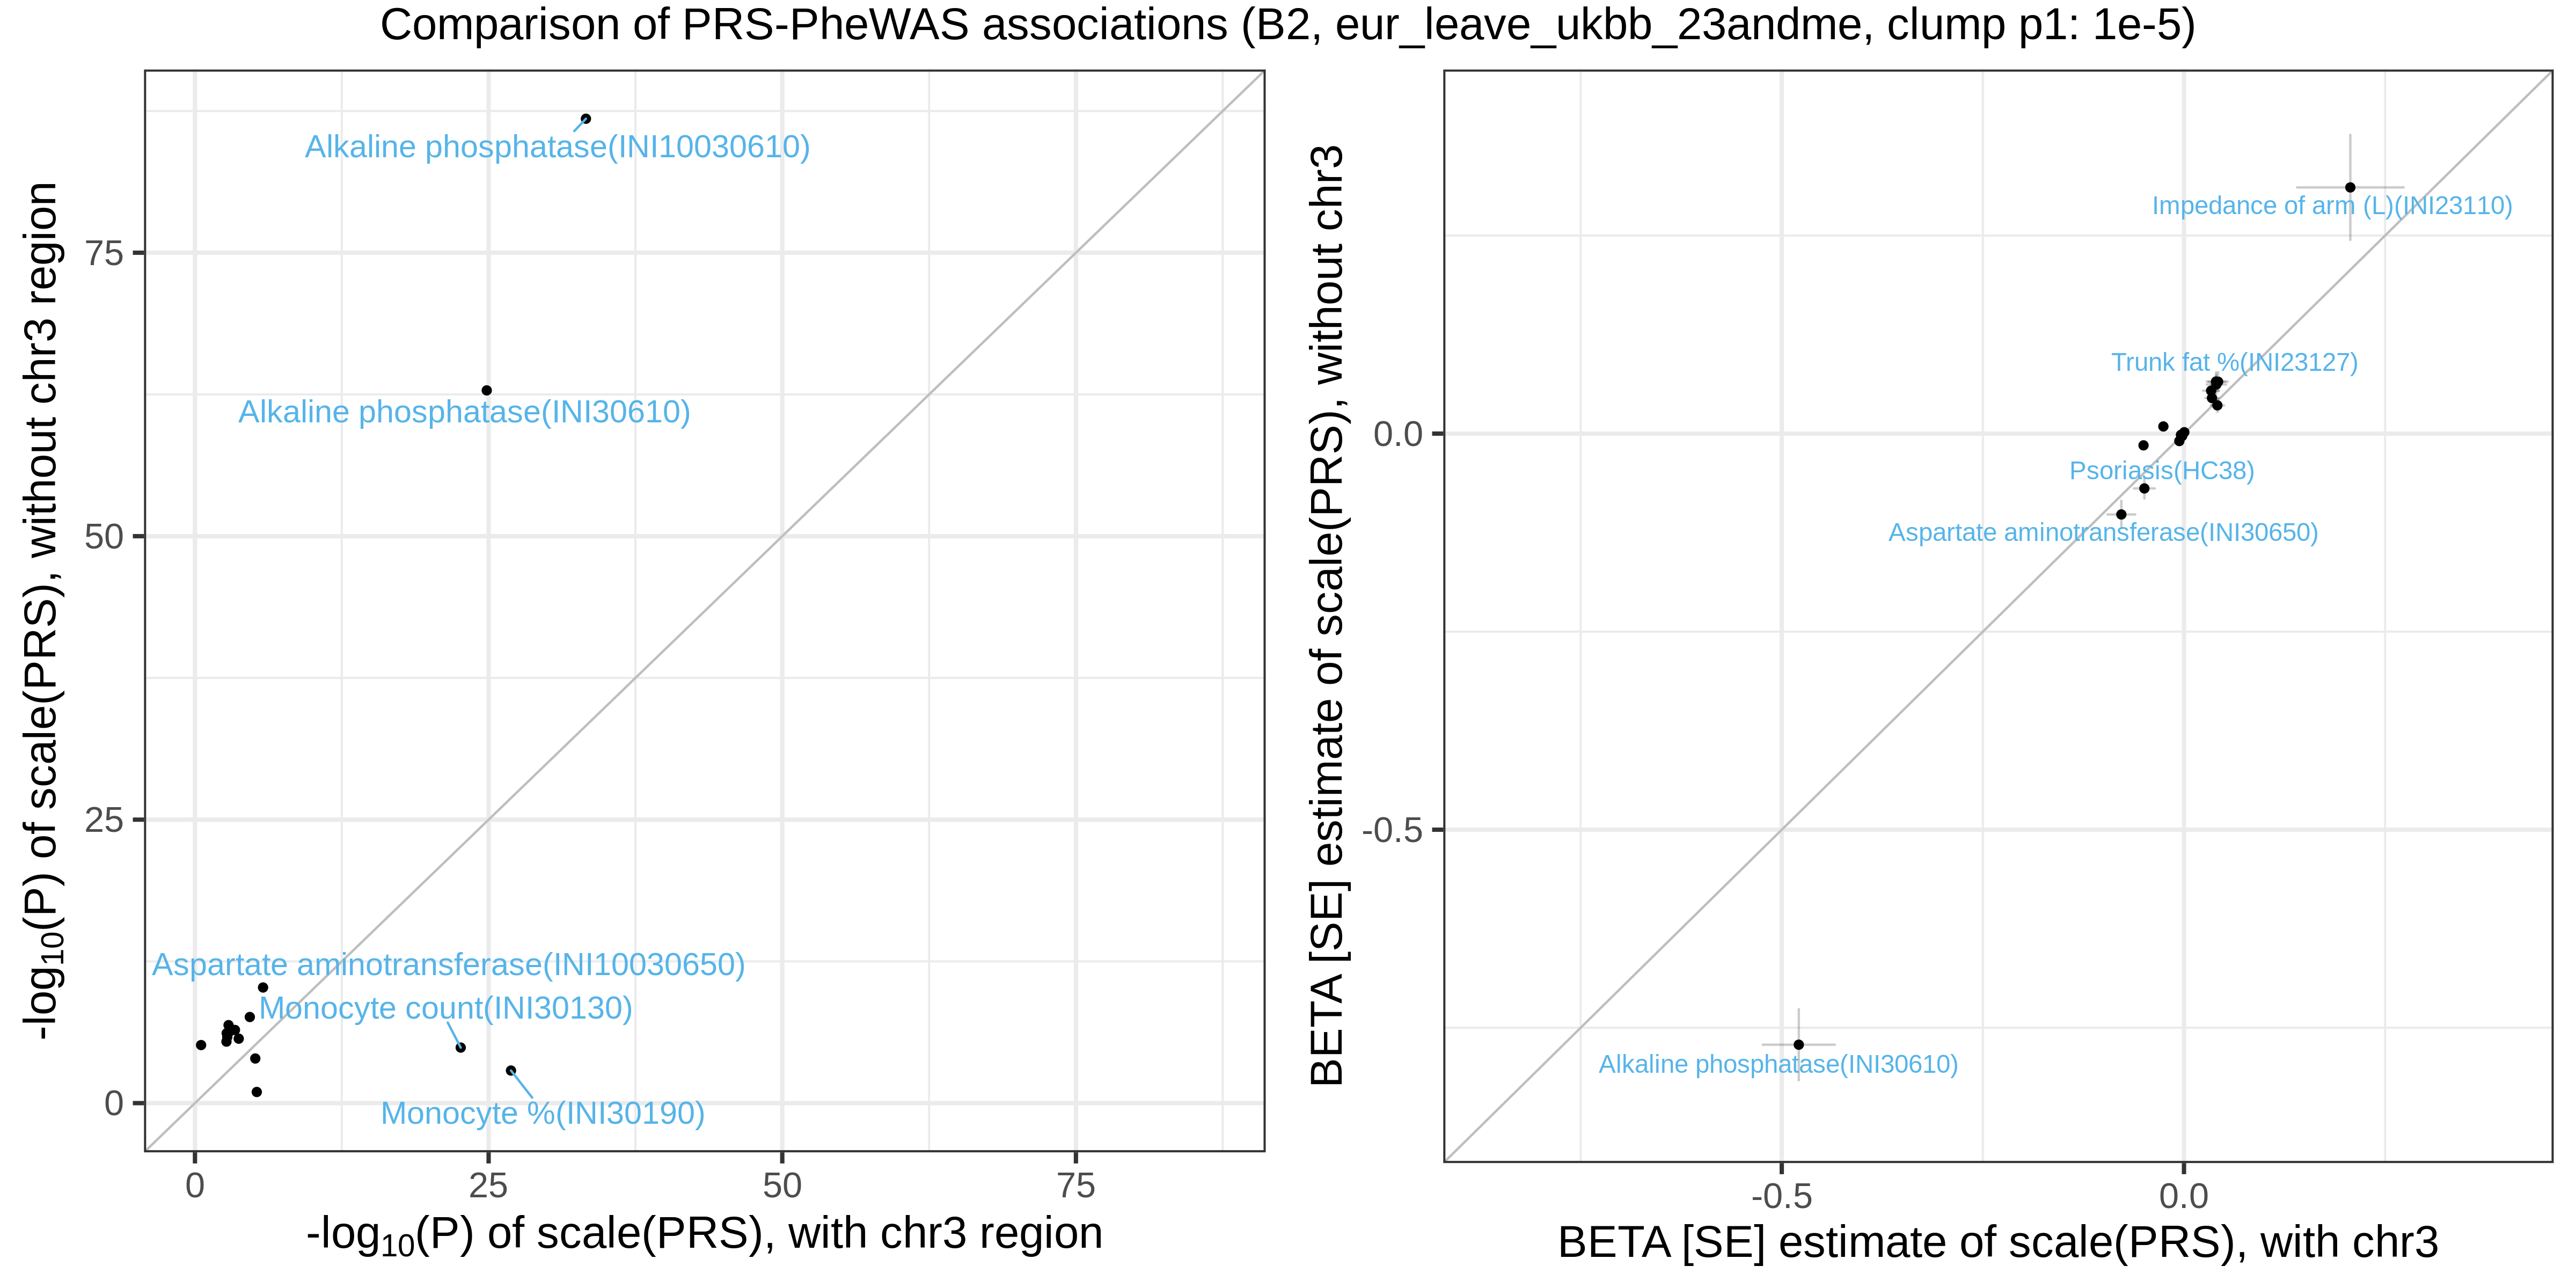 Comparison of PRS-PheWAS associations (B2, eur_leave_ukbb_23andme, clump p1: 1e-5)
-log10(P) of scale(PRS), without chr3 region
75
50
25
0
Alkaline phosphatase(INI10030610)
Alkaline phosphatase(INI30610)
Aspartate aminotransferase(INI10030650)
Monocyte count(INI30130)
Monocyte %(INI30190)
0
25
50
75
-log10(P) of scale(PRS), with chr3 region
BETA [SE] estimate of scale(PRS), without chr3
0.0
-0.5
Impedance of arm (L)(INI23110)
Trunk fat %(INI23127)
Psoriasis(HC38)
Aspartate aminotransferase(INI30650)
Alkaline phosphatase(INI30610)
-0.5
0.0
BETA [SE] estimate of scale(PRS), with chr3